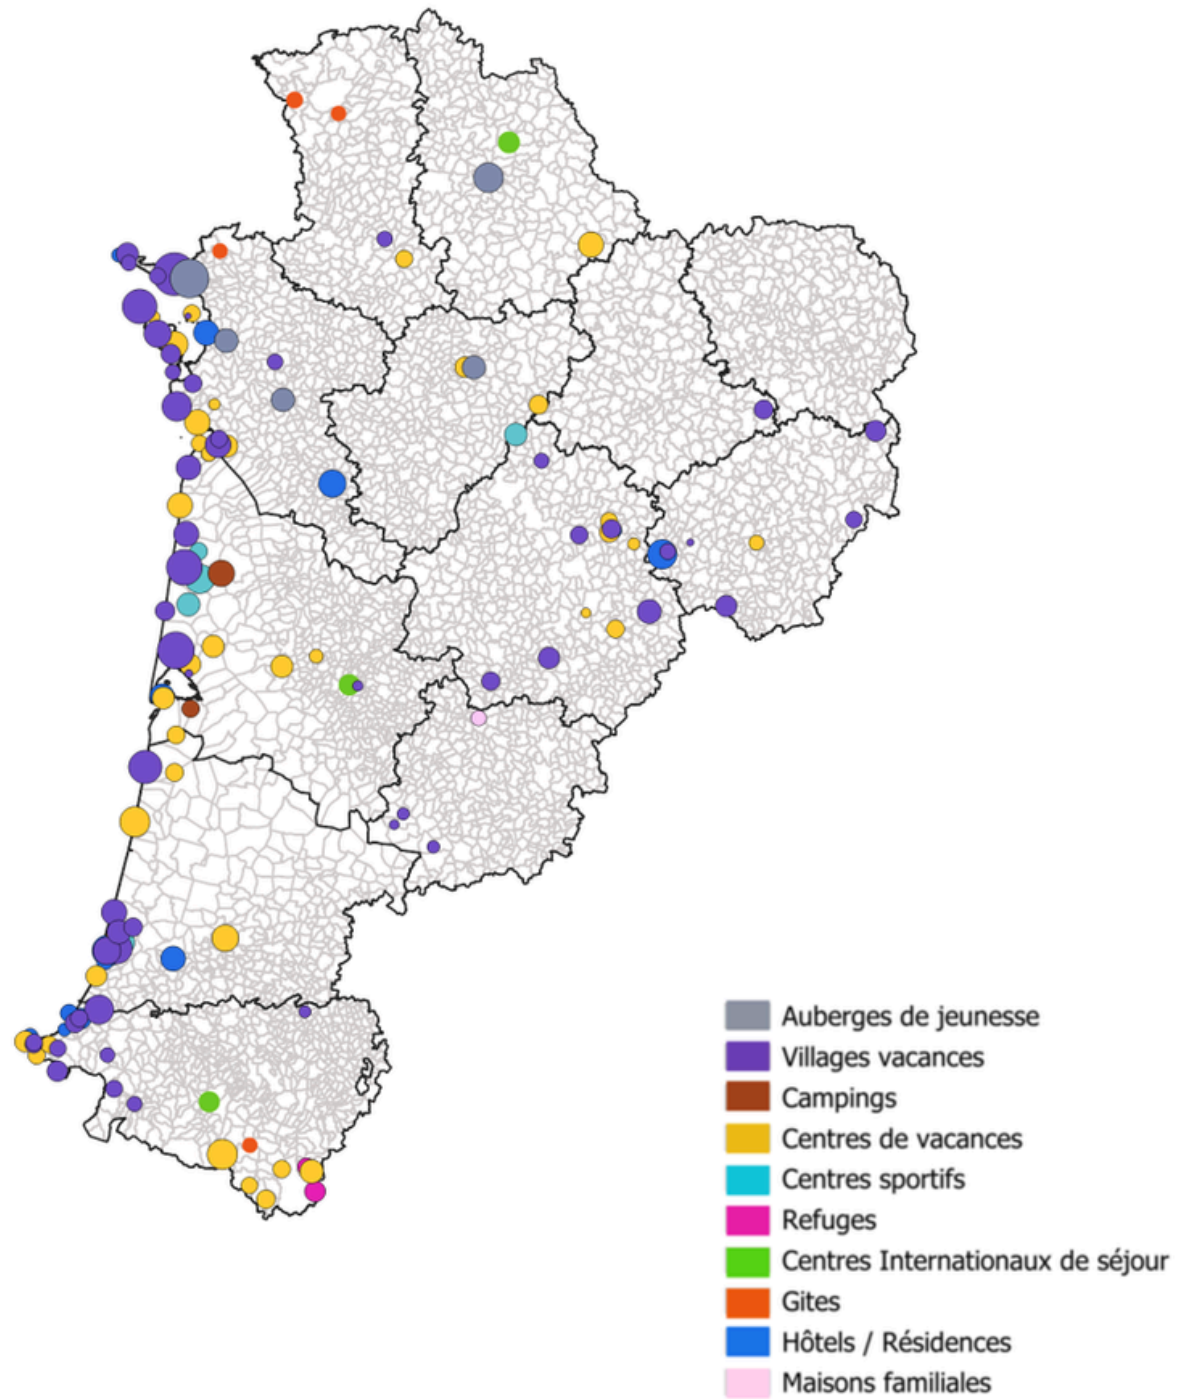 Auberges de jeunesse
Villages vacances
Campings
Centres de vacances
Centres sportifs
Refuges
Centres Internationaux de séjour
Gites
Hôtels / Résidences
Maisons familiales